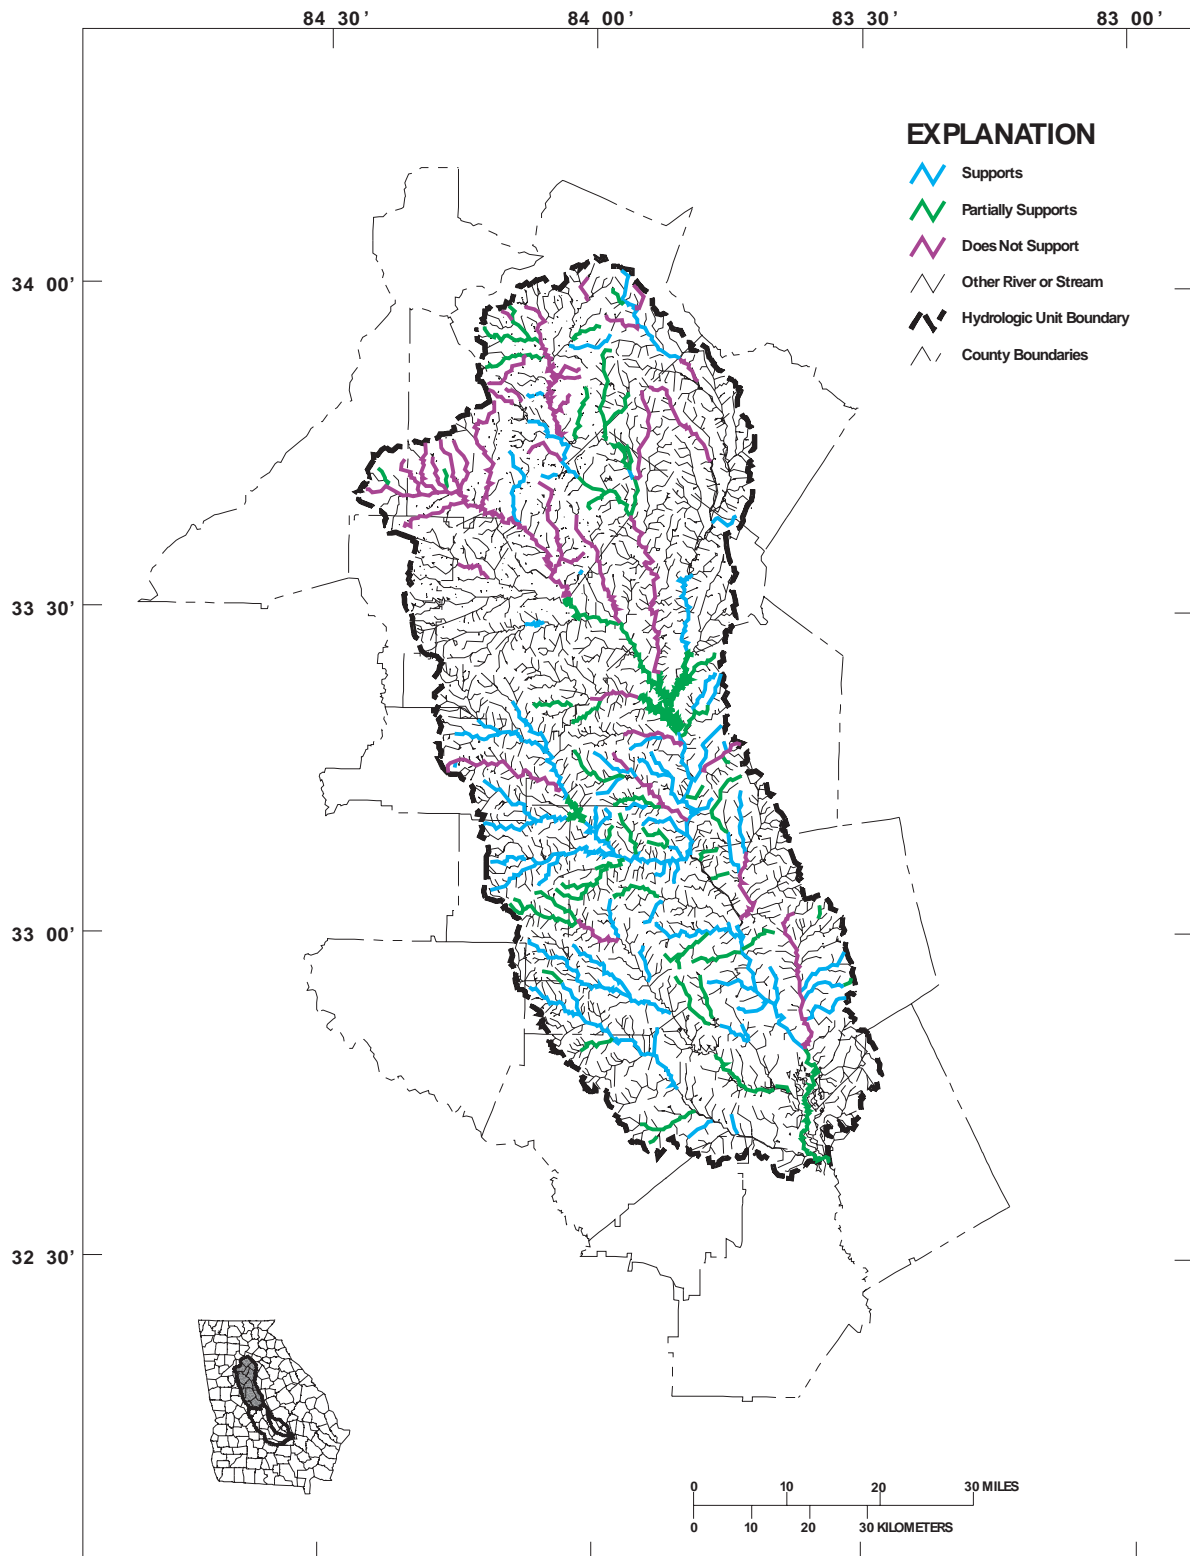 84 30' 84 00' 83 30' 83 00'
EXPLANATION
Supports
Partially Supports
Does Not Support
34 00' Other River or Stream
Hydrologic Unit Boundary
County Boundaries
33 30'
33 00'
32 30'
0 10 20 30 MILES
0 10 20 30 KILOMETERS